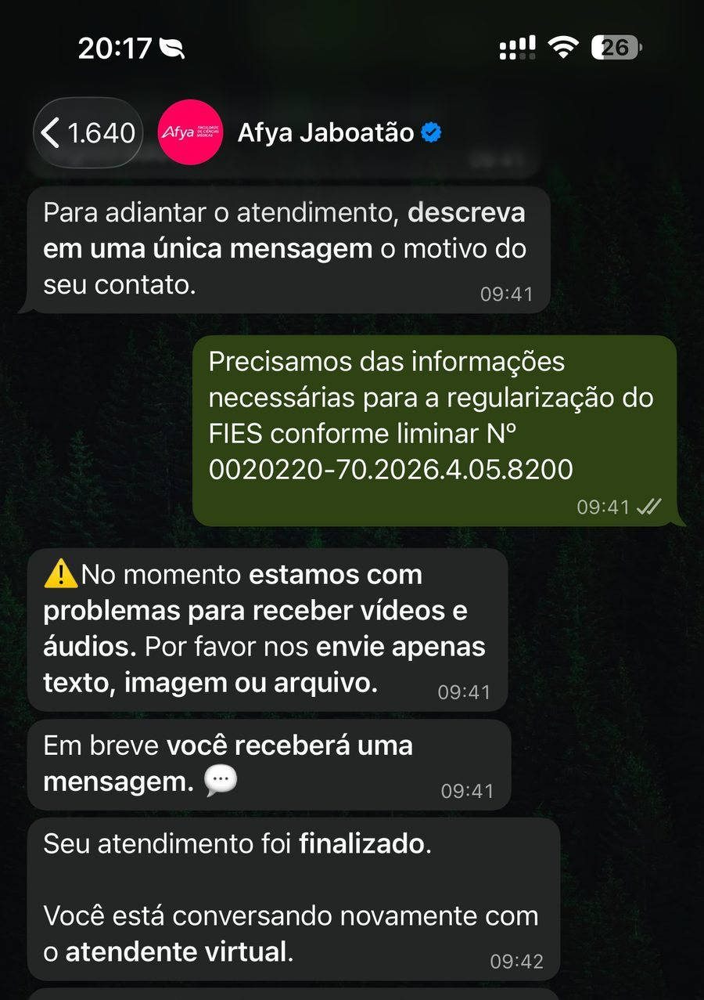 20:17
26
1.640
Afya
FACULDADE
DE CIÊNCIAS
MÉDICAS
Afya Jaboatão
Para adiantar o atendimento, descreva
em uma única mensagem o motivo do
seu contato.
09:41
Precisamos das informações
necessárias para a regularização do
FIES conforme liminar Nº
0020220-70.2026.4.05.8200
09:41
⚠️No momento estamos com
problemas para receber vídeos e
áudios. Por favor nos envie apenas
texto, imagem ou arquivo.
09:41
Em breve você receberá uma
mensagem. 💬
09:41
Seu atendimento foi finalizado.
Você está conversando novamente com
o atendente virtual.
09:42